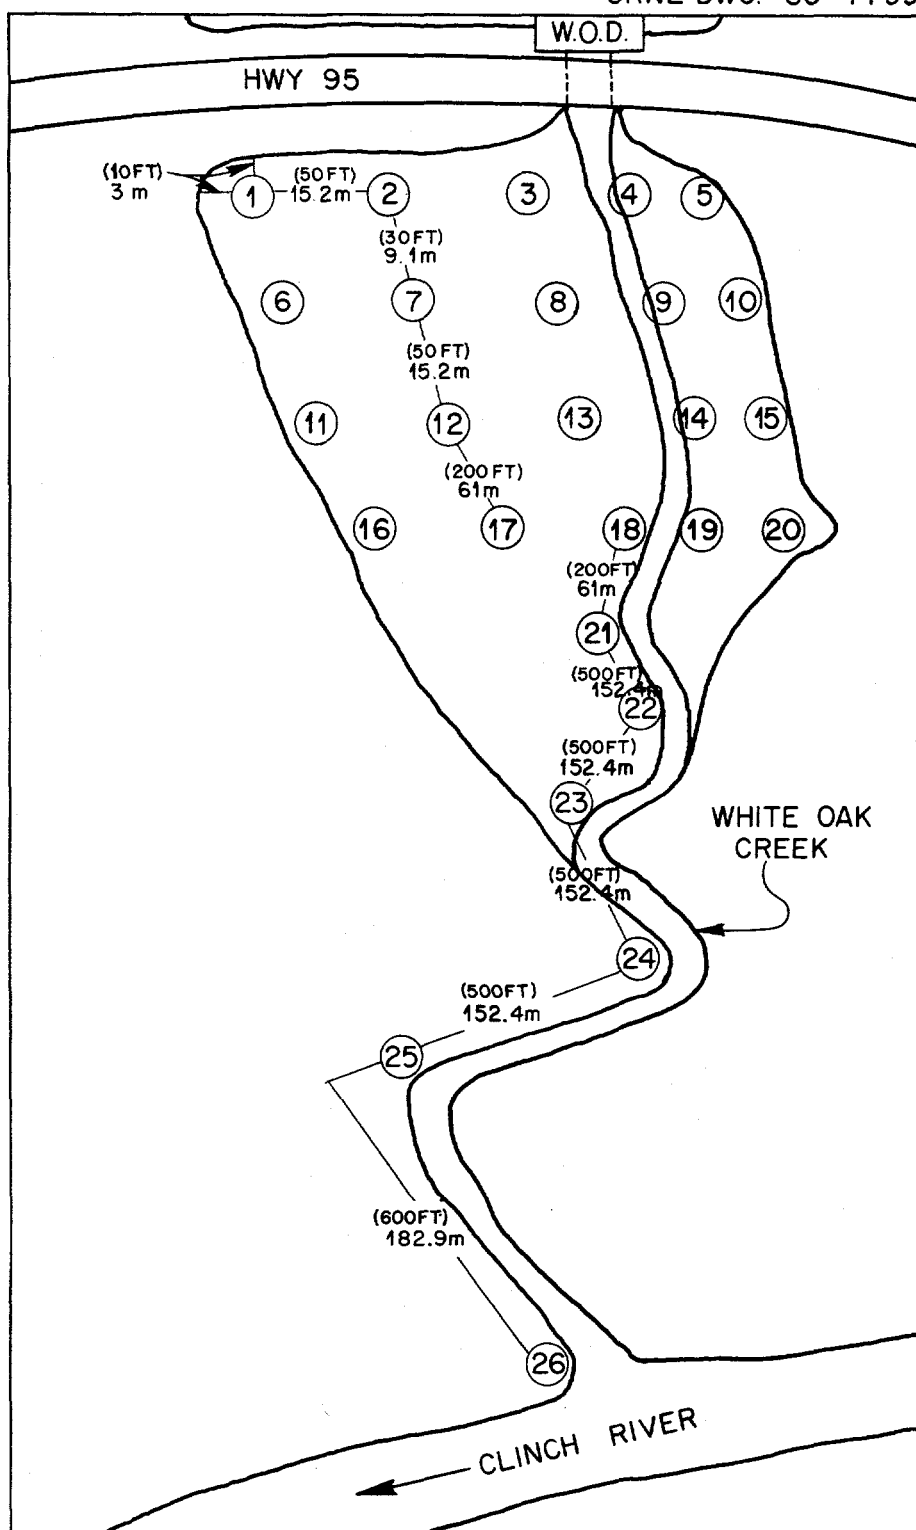 W.O.D.
HWY 95
(10FT)
3 m
(50FT)
15.2m
1
2
3
4
5
(30FT)
9.1m
6
7
8
9
10
(50FT)
15.2m
11
12
13
14
15
(200FT)
61m
16
17
18
19
20
(200FT)
61m
21
(500FT)
152.4m
22
(500FT)
152.4m
23
WHITE OAK
CREEK
(500FT)
152.4m
24
(500FT)
152.4m
25
(600FT)
182.9m
26
CLINCH RIVER